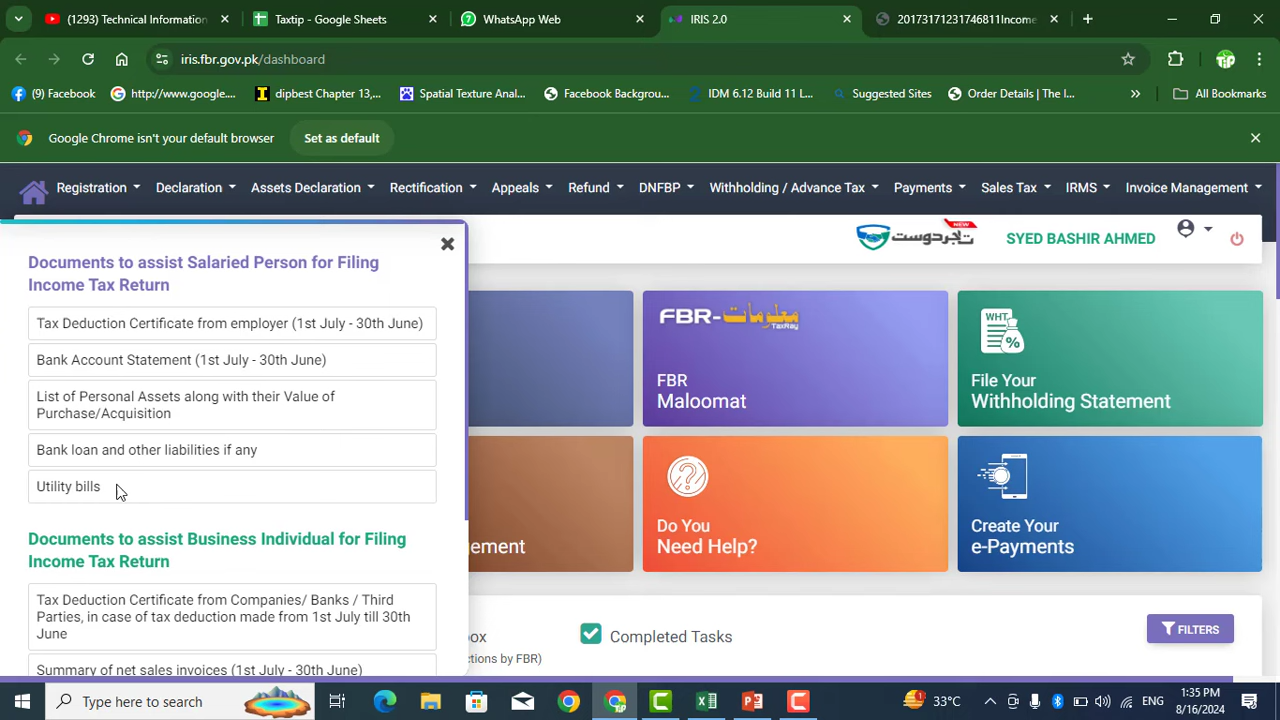 (1293) Technical Information
Taxtip - Google Sheets
WhatsApp Web
IRIS 2.0
20173171231746811Income
iris.fbr.gov.pk/dashboard
(9) Facebook
http://www.google....
dipbest Chapter 13,...
Spatial Texture Anal...
Facebook Backgrou...
IDM 6.12 Build 11 L...
Suggested Sites
Order Details | The I...
All Bookmarks
Google Chrome isn't your default browser
Set as default
Registration
Declaration
Assets Declaration
Rectification
Appeals
Refund
DNFBP
Withholding / Advance Tax
Payments
Sales Tax
IRMS
Invoice Management
تاجر دوست
NEW
SYED BASHIR AHMED
Documents to assist Salaried Person for Filing
Income Tax Return
Tax Deduction Certificate from employer (1st July - 30th June)
Bank Account Statement (1st July - 30th June)
List of Personal Assets along with their Value of
Purchase/Acquisition
Bank loan and other liabilities if any
Utility bills
Documents to assist Business Individual for Filing
Income Tax Return
Tax Deduction Certificate from Companies/ Banks / Third
Parties, in case of tax deduction made from 1st July till 30th
June
Summary of net sales invoices (1st July - 30th June)
FBR-معلومات
TaxRay
FBR
Maloomat
WHT
%
File Your
Withholding Statement
gement
Do You
Need Help?
Create Your
e-Payments
ox
Completed Tasks
FILTERS
ctions by FBR)
Type here to search
33°C
ENG
1:35 PM
8/16/2024